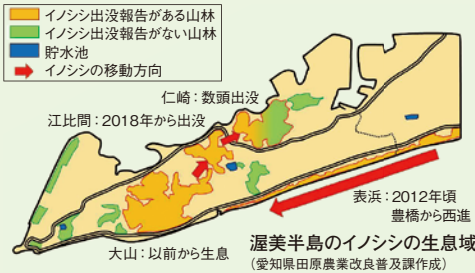 イノシシ出没報告がある山林
イノシシ出没報告がない山林
貯水池
イノシシの移動方向
仁崎：数頭出没
江比間：2018年から出没
表浜：2012年頃
豊橋から西進
大山：以前から生息
渥美半島のイノシシの生息域
（愛知県田原農業改良普及課作成）